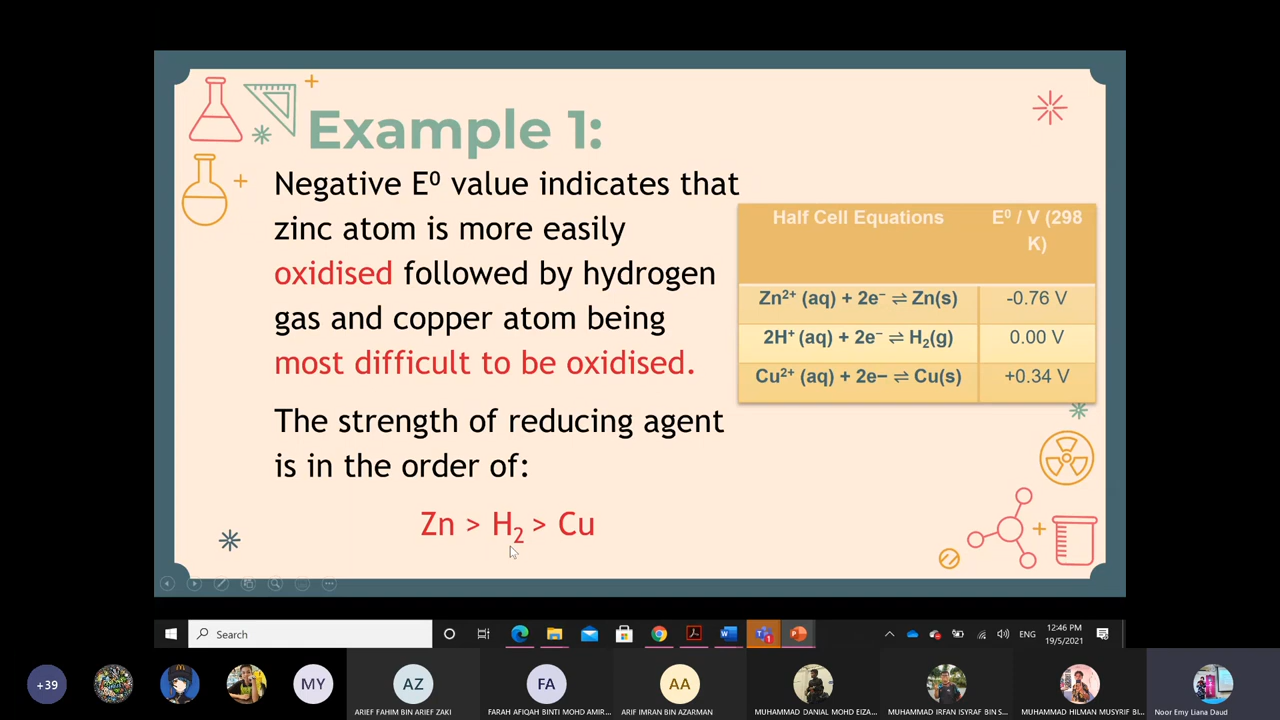 Example 1:
Negative E⁰ value indicates that
zinc atom is more easily
oxidised followed by hydrogen
gas and copper atom being
most difficult to be oxidised.
The strength of reducing agent
is in the order of:
Zn > H₂ > Cu
Half Cell Equations E⁰ / V (298
K)
Zn²⁺ (aq) + 2e⁻ ⇌ Zn(s) -0.76 V
2H⁺ (aq) + 2e⁻ ⇌ H₂(g) 0.00 V
Cu²⁺ (aq) + 2e− ⇌ Cu(s) +0.34 V
Search
ENG
12:46 PM
19/5/2021
+39
MY
AZ
FA
AA
ARIEF FAHIM BIN ARIEF ZAKI
FARAH AFIQAH BINTI MOHD AMIR...
ARIF IMRAN BIN AZARMAN
MUHAMMAD DANIAL MOHD EIZA...
MUHAMMAD IRFAN ISYRAF BIN S...
MUHAMMAD HILMAN MUSYRIF BI...
Noor Emy Liana Daud